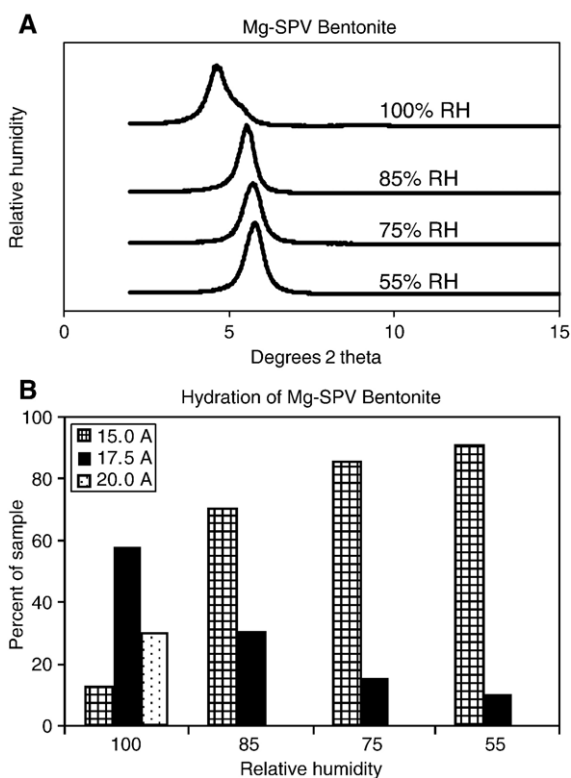 A
Mg-SPV Bentonite
Relative humidity
100% RH
85% RH
75% RH
55% RH
0 5 10 15
Degrees 2 theta
B
Hydration of Mg-SPV Bentonite
Percent of sample
100
80
60
40
20
0
15.0 A
17.5 A
20.0 A
100 85 75 55
Relative humidity